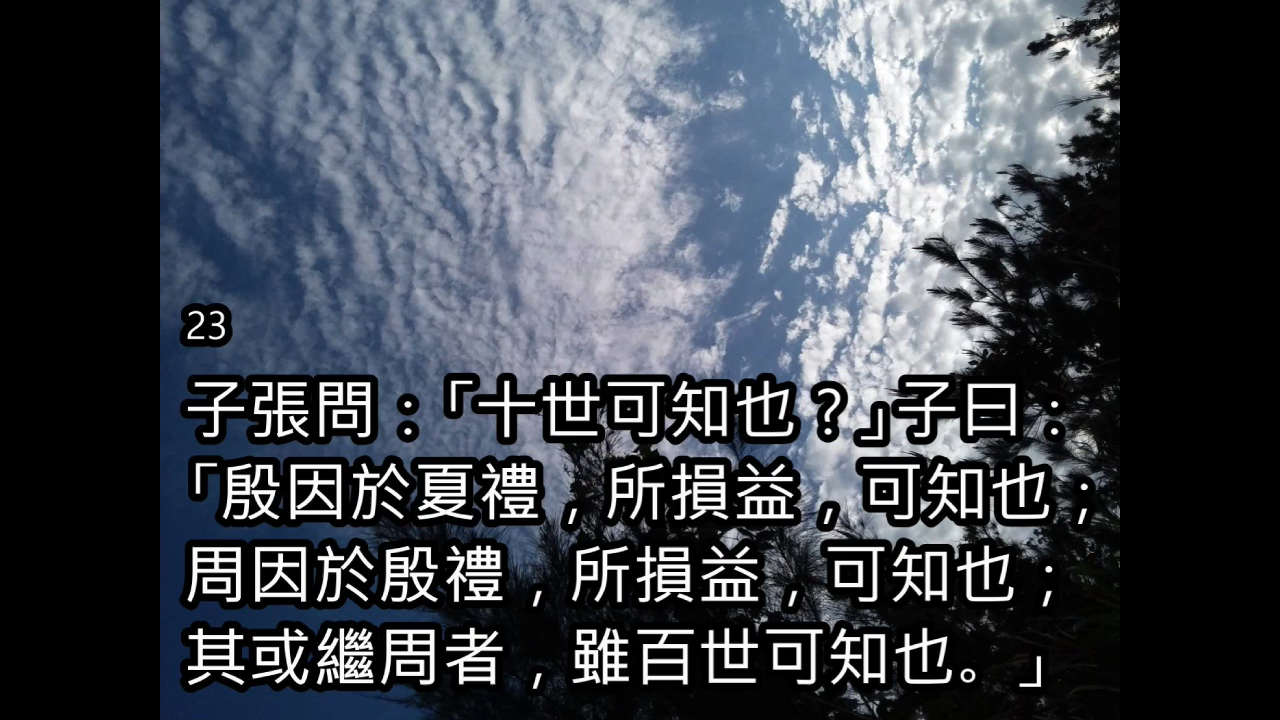 23
子張問：「十世可知也？」子曰：
「殷因於夏禮，所損益，可知也；
周因於殷禮，所損益，可知也；
其或繼周者，雖百世可知也。」